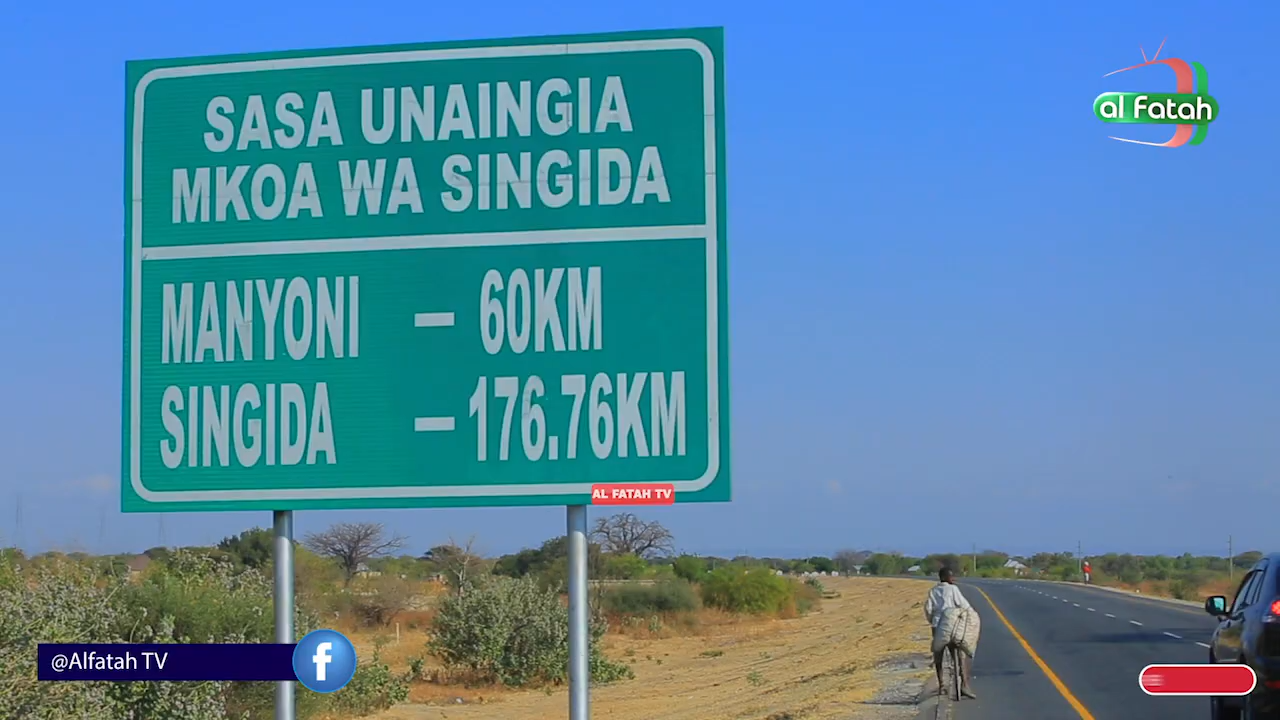 SASA UNAINGIA
MKOA WA SINGIDA
MANYONI – 60KM
SINGIDA – 176.76KM
AL FATAH TV
al Fatah
@Alfatah TV
f